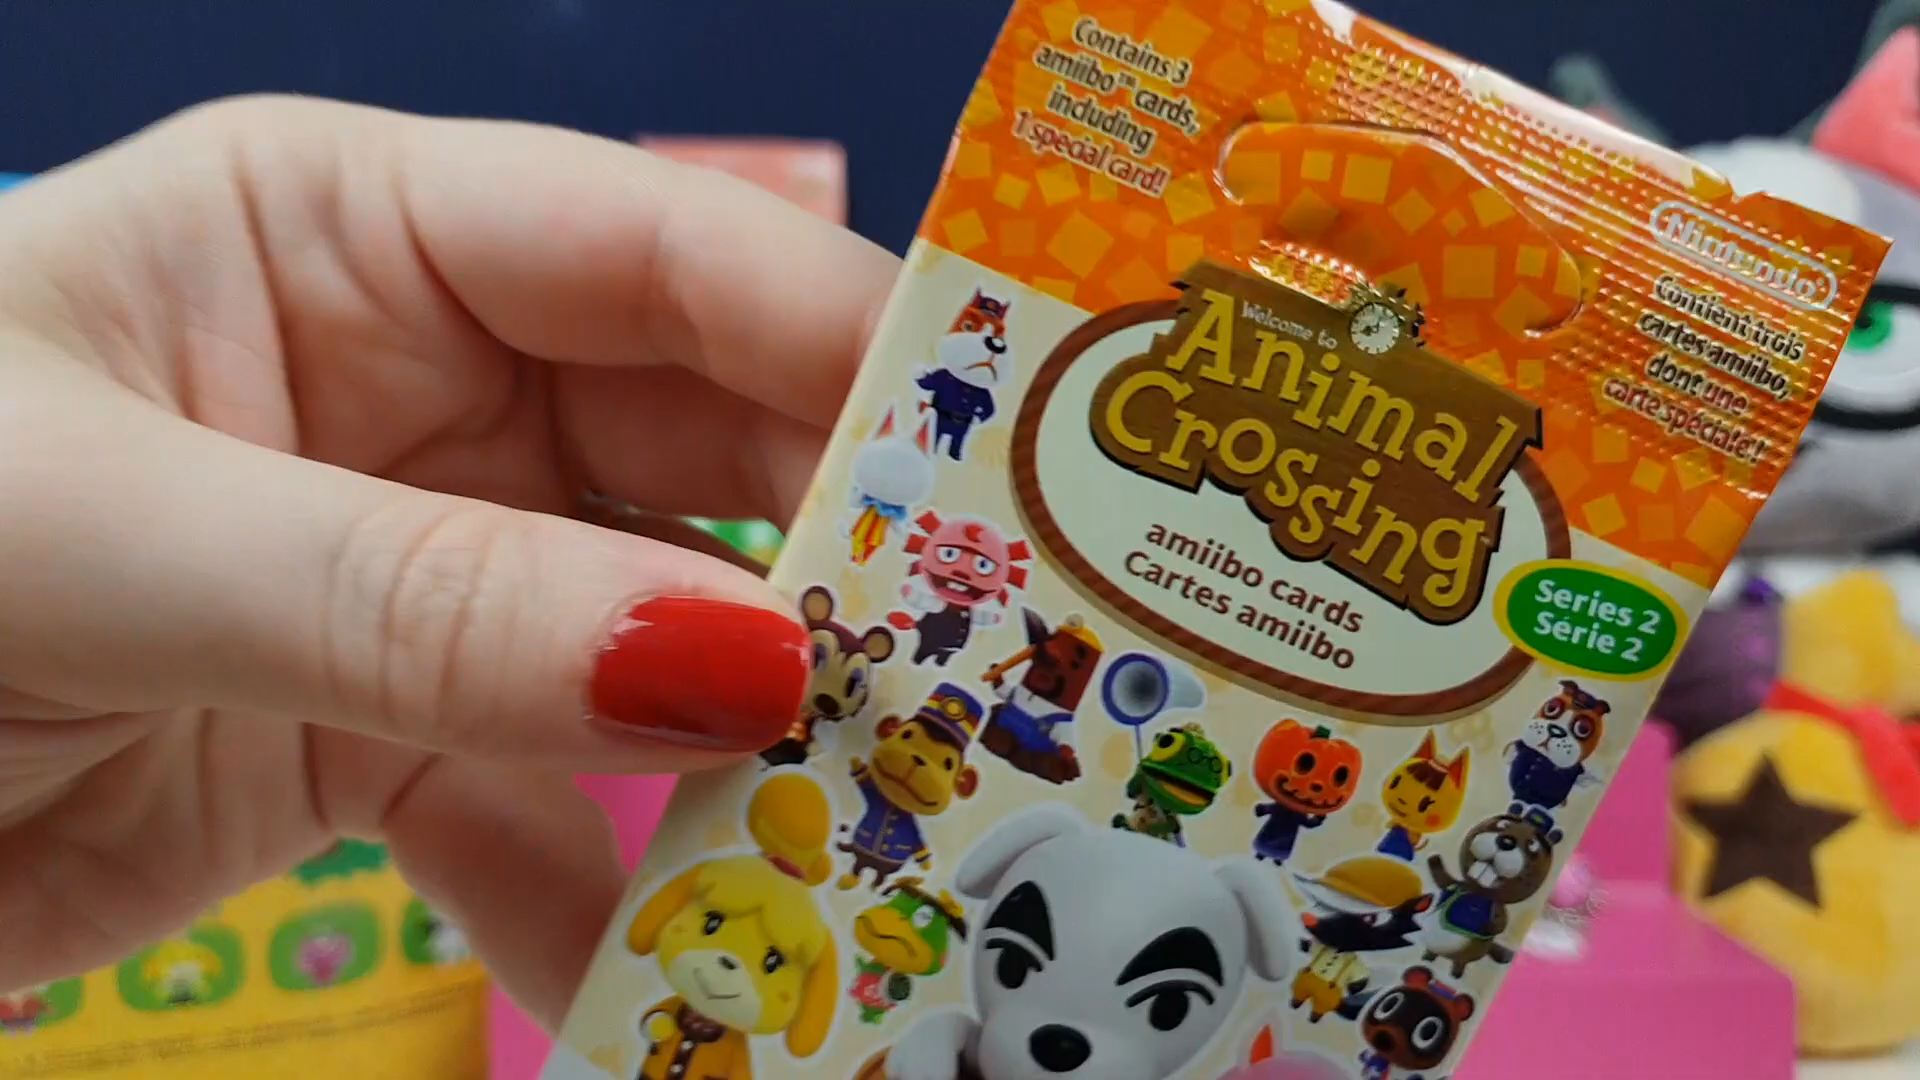 Contains 3
amiibo™ cards,
including
1 special card!
Nintendo®
Contient trois
cartes amiibo,
dont une
carte spéciale!
Welcome to
Animal
Crossing
amiibo cards
Cartes amiibo
Series 2
Série 2